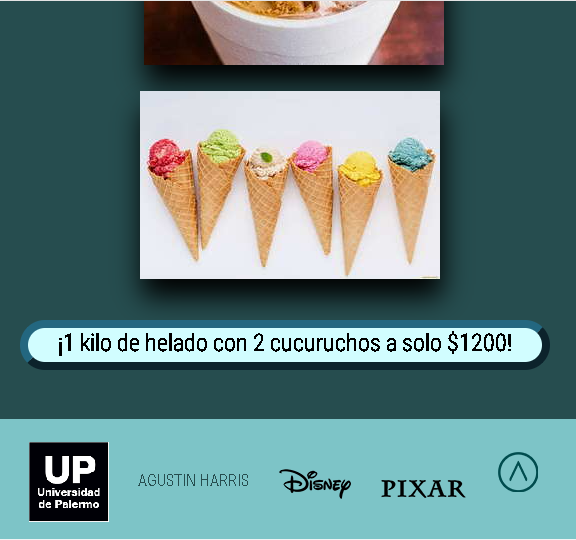 ¡1 kilo de helado con 2 cucuruchos a solo $1200!
UP
Universidad
de Palermo
AGUSTIN HARRIS
DISNEY
PIXAR